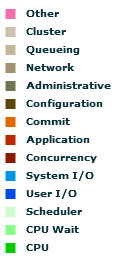 Other
Cluster
Queueing
Network
Administrative
Configuration
Commit
Application
Concurrency
System I/O
User I/O
Scheduler
CPU Wait
CPU